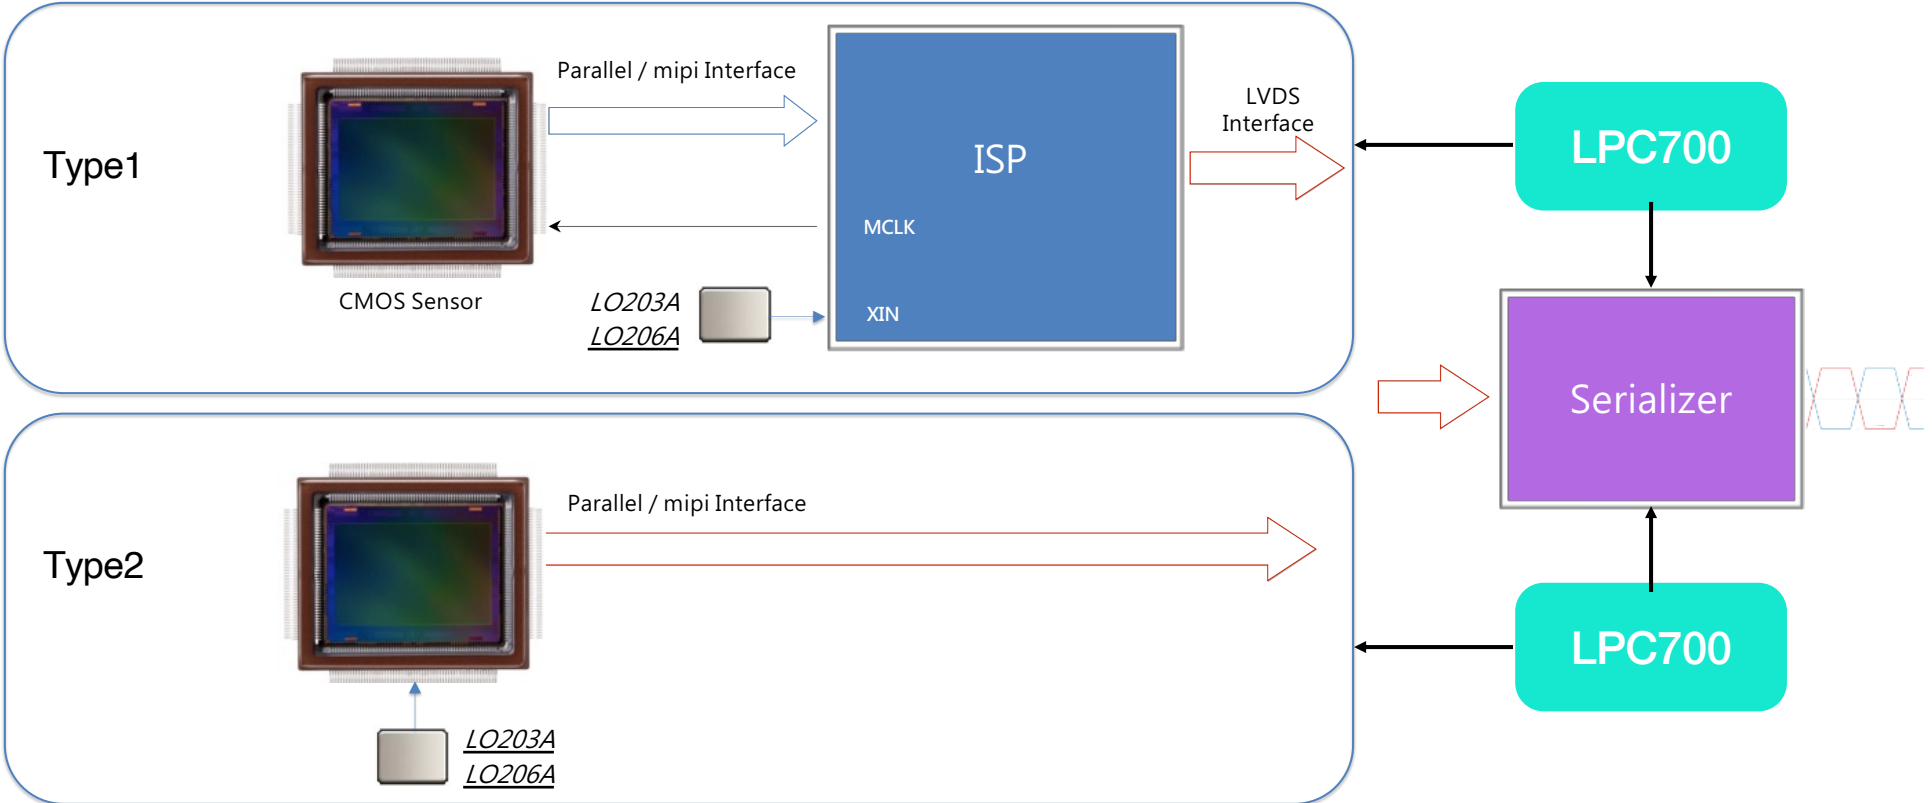 Type1
Parallel / mipi Interface
CMOS Sensor
ISP
MCLK
XIN
LO203A
LO206A
LVDS
Interface
LPC700
Serializer
Type2
Parallel / mipi Interface
LO203A
LO206A
LPC700